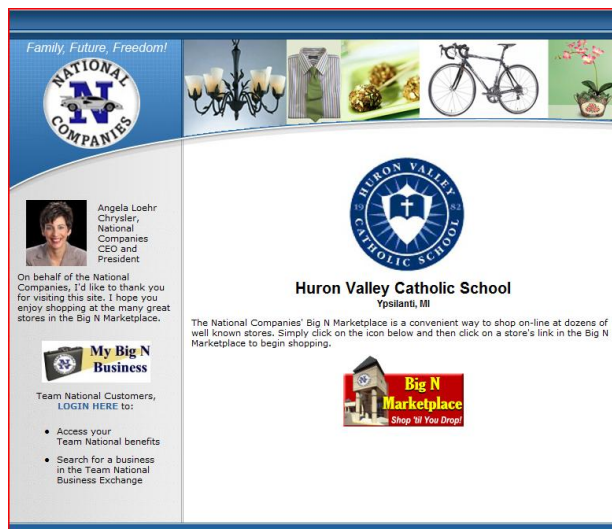 Family, Future, Freedom!
NATIONAL
N
COMPANIES
Angela Loehr
Chrysler,
National
Companies
CEO and
President
On behalf of the National
Companies, I'd like to thank you
for visiting this site. I hope you
enjoy shopping at the many great
stores in the Big N Marketplace.
My Big N
Business
Team National Customers,
LOGIN HERE to:
Access your
Team National benefits
Search for a business
in the Team National
Business Exchange
HURON VALLEY
19 82
CATHOLIC SCHOOL
Huron Valley Catholic School
Ypsilanti, MI
The National Companies' Big N Marketplace is a convenient way to shop on-line at dozens of
well known stores. Simply click on the icon below and then click on a store's link in the Big N
Marketplace to begin shopping.
Big N
Marketplace
Shop 'til You Drop!